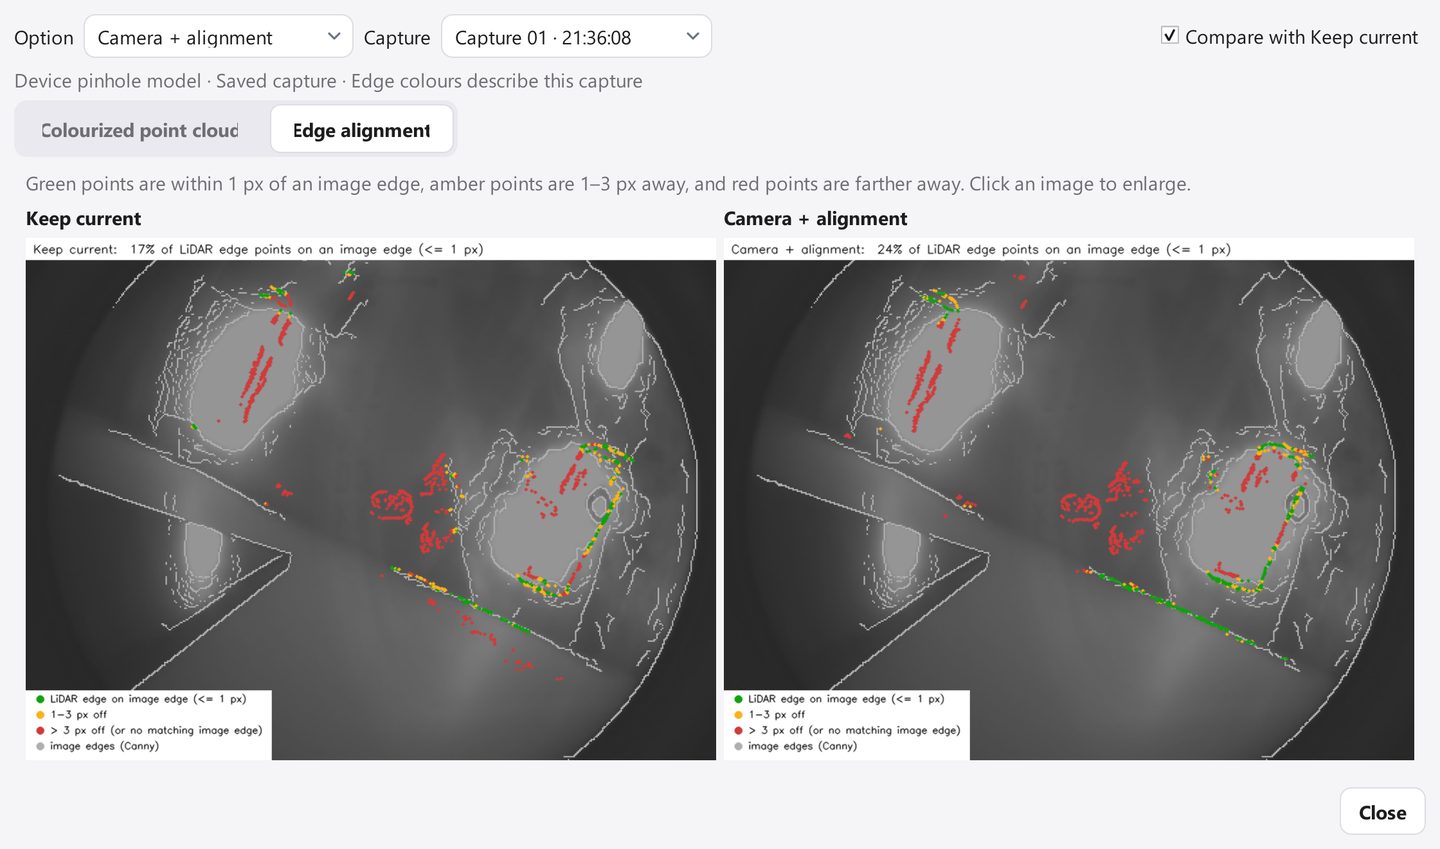 Option Camera + alignment Capture Capture 01 · 21:36:08 Compare with Keep current
Device pinhole model · Saved capture · Edge colours describe this capture
Colourized point cloud Edge alignment
Green points are within 1 px of an image edge, amber points are 1–3 px away, and red points are farther away. Click an image to enlarge.
Keep current
Keep current: 17% of LiDAR edge points on an image edge (<= 1 px)
LiDAR edge on image edge (<= 1 px)
1-3 px off
> 3 px off (or no matching image edge)
image edges (Canny)
Camera + alignment
Camera + alignment: 24% of LiDAR edge points on an image edge (<= 1 px)
LiDAR edge on image edge (<= 1 px)
1-3 px off
> 3 px off (or no matching image edge)
image edges (Canny)
Close